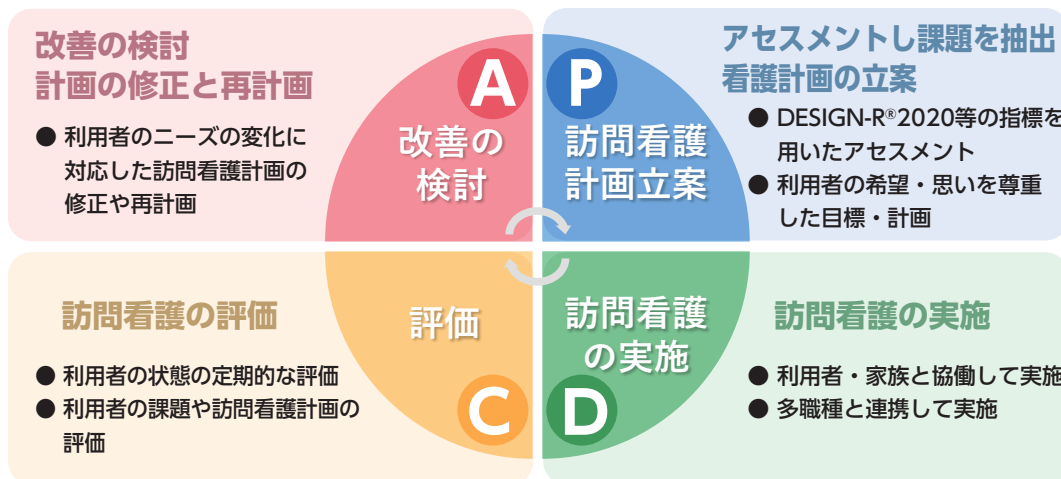 改善の検討
計画の修正と再計画
● 利用者のニーズの変化に
対応した訪問看護計画の
修正や再計画
A
改善の
検討
P
訪問看護
計画立案
アセスメントし課題を抽出
看護計画の立案
● DESIGN-R®2020等の指標を
用いたアセスメント
● 利用者の希望・思いを尊重
した目標・計画
訪問看護の評価
● 利用者の状態の定期的な評価
● 利用者の課題や訪問看護計画の
評価
評価
C
訪問看護
の実施
D
訪問看護の実施
● 利用者・家族と協働して実施
● 多職種と連携して実施